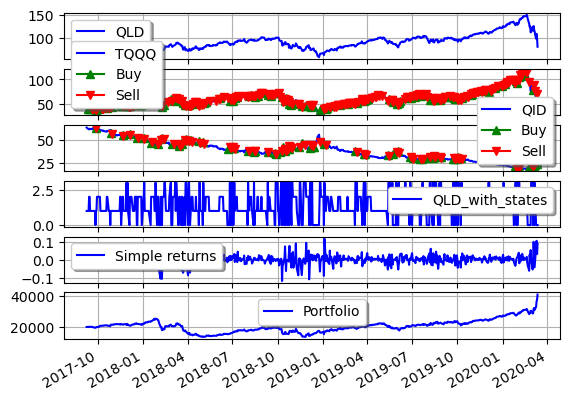 150
100
QLD
TQQQ
Buy
Sell
100
50
QID
Buy
Sell
50
25
2.5
0.0
QLD_with_states
0.1
0.0
−0.1
Simple returns
40000
20000
Portfolio
2017-10
2018-01
2018-04
2018-07
2018-10
2019-01
2019-04
2019-07
2019-10
2020-01
2020-04